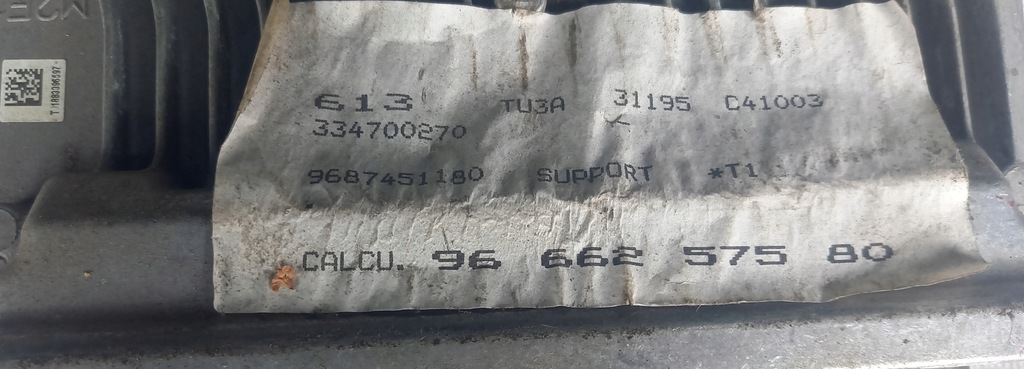 613 TU3A 31195 C41003
334700270
9687451180 SUPPORT *T1
CALCU. 96 662 575 80